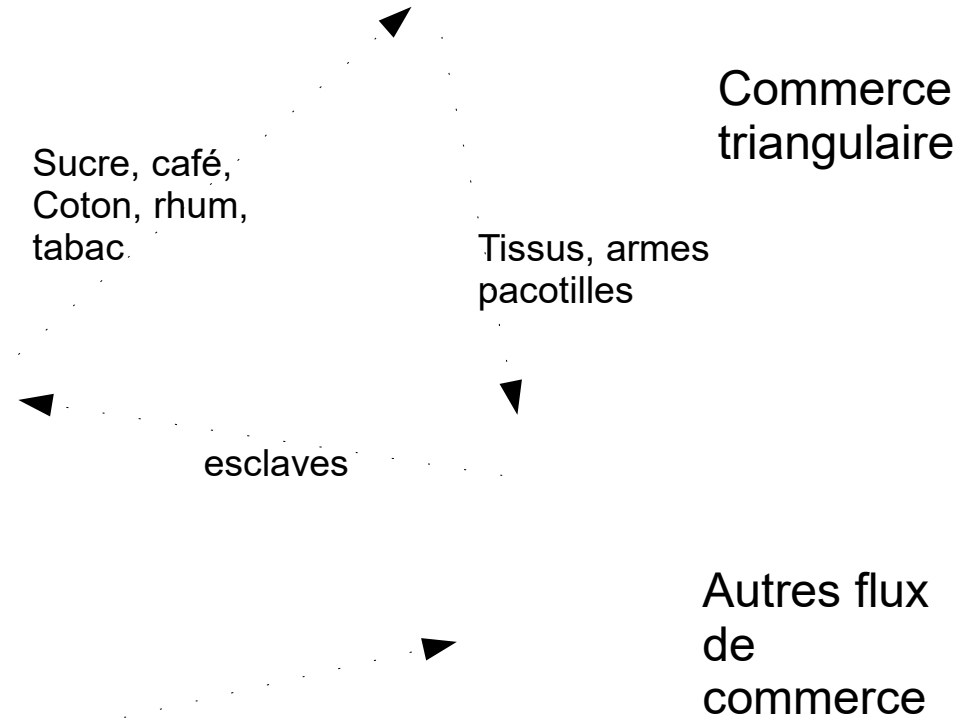 Commerce
triangulaire
Sucre, café,
Coton, rhum,
tabac
Tissus, armes
pacotilles
esclaves
Autres flux
de
commerce